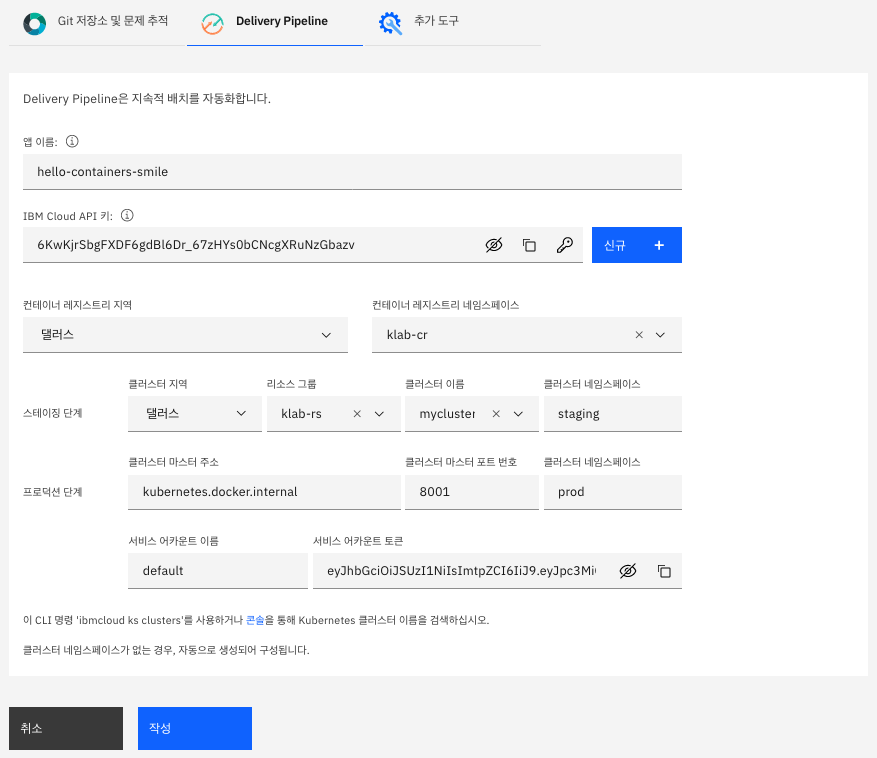 Git 저장소 및 문제 추적
Delivery Pipeline
추가 도구
Delivery Pipeline은 지속적 배치를 자동화합니다.
앱 이름:
hello-containers-smile
IBM Cloud API 키:
6KwKjrSbgFXDF6gdBl6Dr_67zHYs0bCNcgXRuNzGbazv
신규 +
컨테이너 레지스트리 지역
컨테이너 레지스트리 네임스페이스
댈러스
klab-cr
클러스터 지역
리소스 그룹
클러스터 이름
클러스터 네임스페이스
스테이징 단계
댈러스
klab-rs
mycluster
staging
클러스터 마스터 주소
클러스터 마스터 포트 번호
클러스터 네임스페이스
프로덕션 단계
kubernetes.docker.internal
8001
prod
서비스 어카운트 이름
서비스 어카운트 토큰
default
eyJhbGciOiJSUzI1NiIsImtpZCI6IiJ9.eyJpc3Mi
이 CLI 명령 'ibmcloud ks clusters'를 사용하거나 콘솔을 통해 Kubernetes 클러스터 이름을 검색하십시오.
클러스터 네임스페이스가 없는 경우, 자동으로 생성되어 구성됩니다.
취소
작성